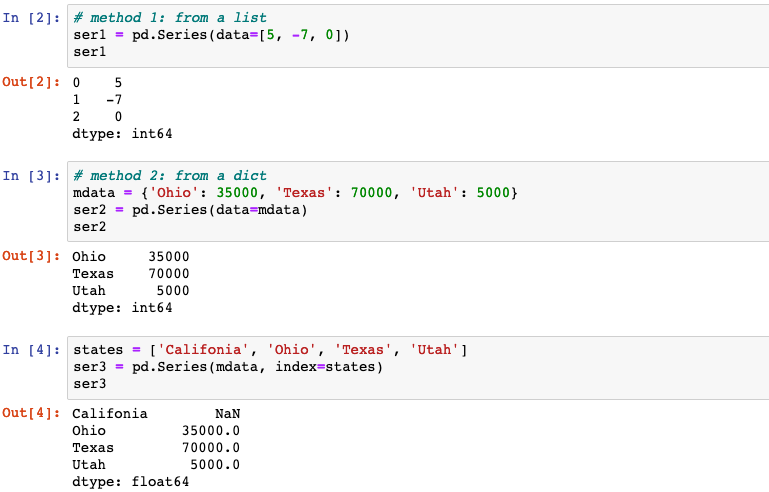 In [2]: # method 1: from a list
ser1 = pd.Series(data=[5, -7, 0])
ser1
Out[2]: 0    5
1   -7
2    0
dtype: int64
In [3]: # method 2: from a dict
mdata = {'Ohio': 35000, 'Texas': 70000, 'Utah': 5000}
ser2 = pd.Series(data=mdata)
ser2
Out[3]: Ohio     35000
Texas    70000
Utah      5000
dtype: int64
In [4]: states = ['Califonia', 'Ohio', 'Texas', 'Utah']
ser3 = pd.Series(mdata, index=states)
ser3
Out[4]: Califonia        NaN
Ohio         35000.0
Texas        70000.0
Utah          5000.0
dtype: float64